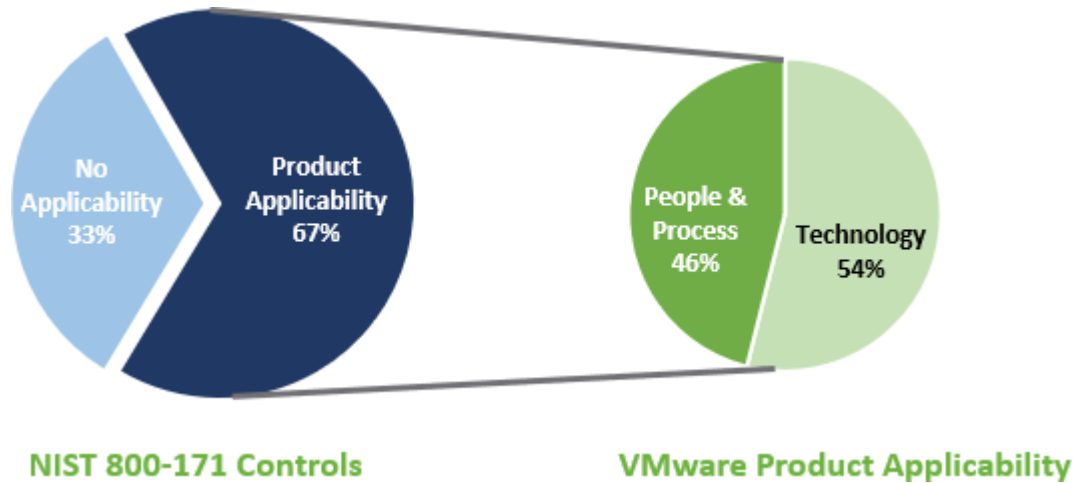 No
Applicability
33%
Product
Applicability
67%
People &
Process
46%
Technology
54%
NIST 800-171 Controls
VMware Product Applicability